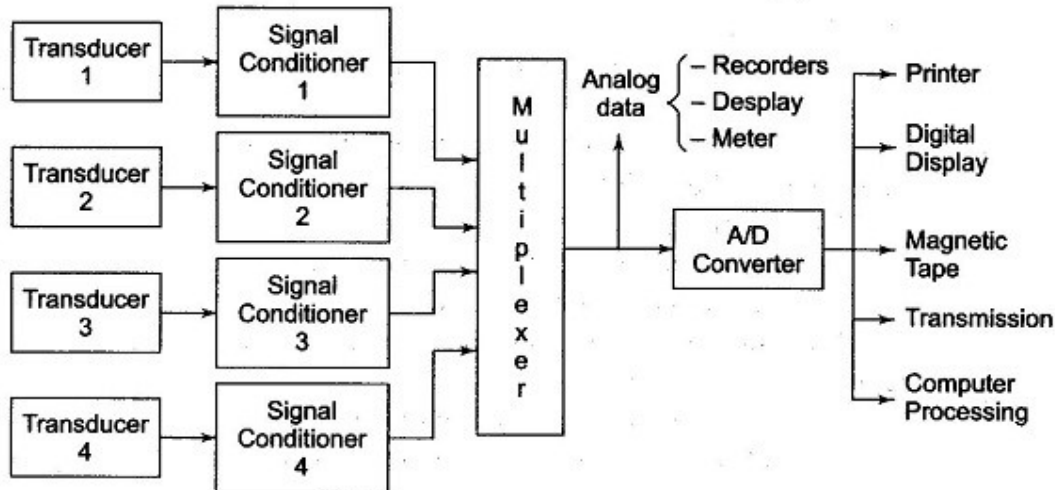 Transducer
1
Signal
Conditioner
1
Transducer
2
Signal
Conditioner
2
Transducer
3
Signal
Conditioner
3
Transducer
4
Signal
Conditioner
4
Multiplexer
Analog
data
– Recorders
– Desplay
– Meter
A/D
Converter
Printer
Digital
Display
Magnetic
Tape
Transmission
Computer
Processing